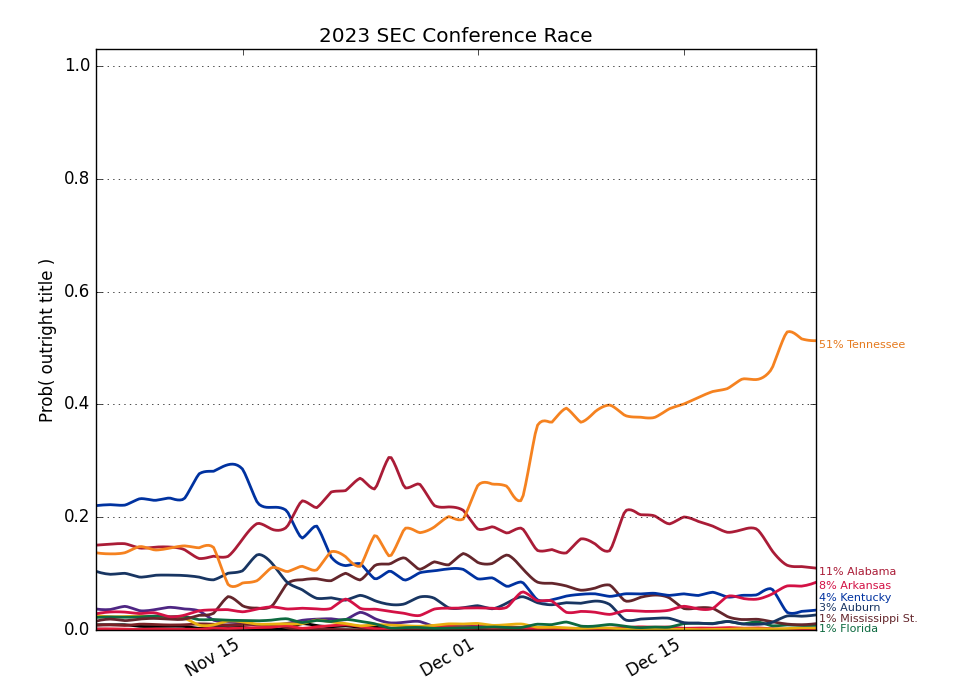 2023 SEC Conference Race
Prob( outright title )
1.0
0.8
0.6
0.4
0.2
0.0
Nov 15
Dec 01
Dec 15
51% Tennessee
11% Alabama
8% Arkansas
4% Kentucky
3% Auburn
1% Mississippi St.
1% Florida